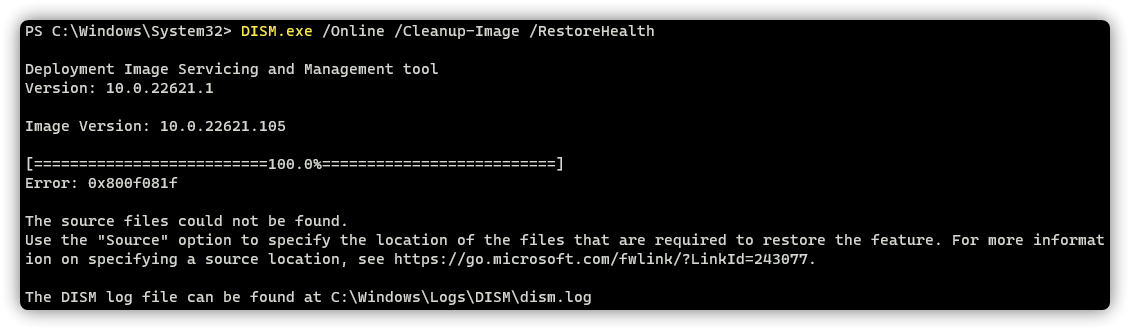 PS C:\Windows\System32> DISM.exe /Online /Cleanup-Image /RestoreHealth
Deployment Image Servicing and Management tool
Version: 10.0.22621.1
Image Version: 10.0.22621.105
[==========================100.0%==========================]
Error: 0x800f081f
The source files could not be found.
Use the "Source" option to specify the location of the files that are required to restore the feature. For more informat
ion on specifying a source location, see https://go.microsoft.com/fwlink/?LinkId=243077.
The DISM log file can be found at C:\Windows\Logs\DISM\dism.log